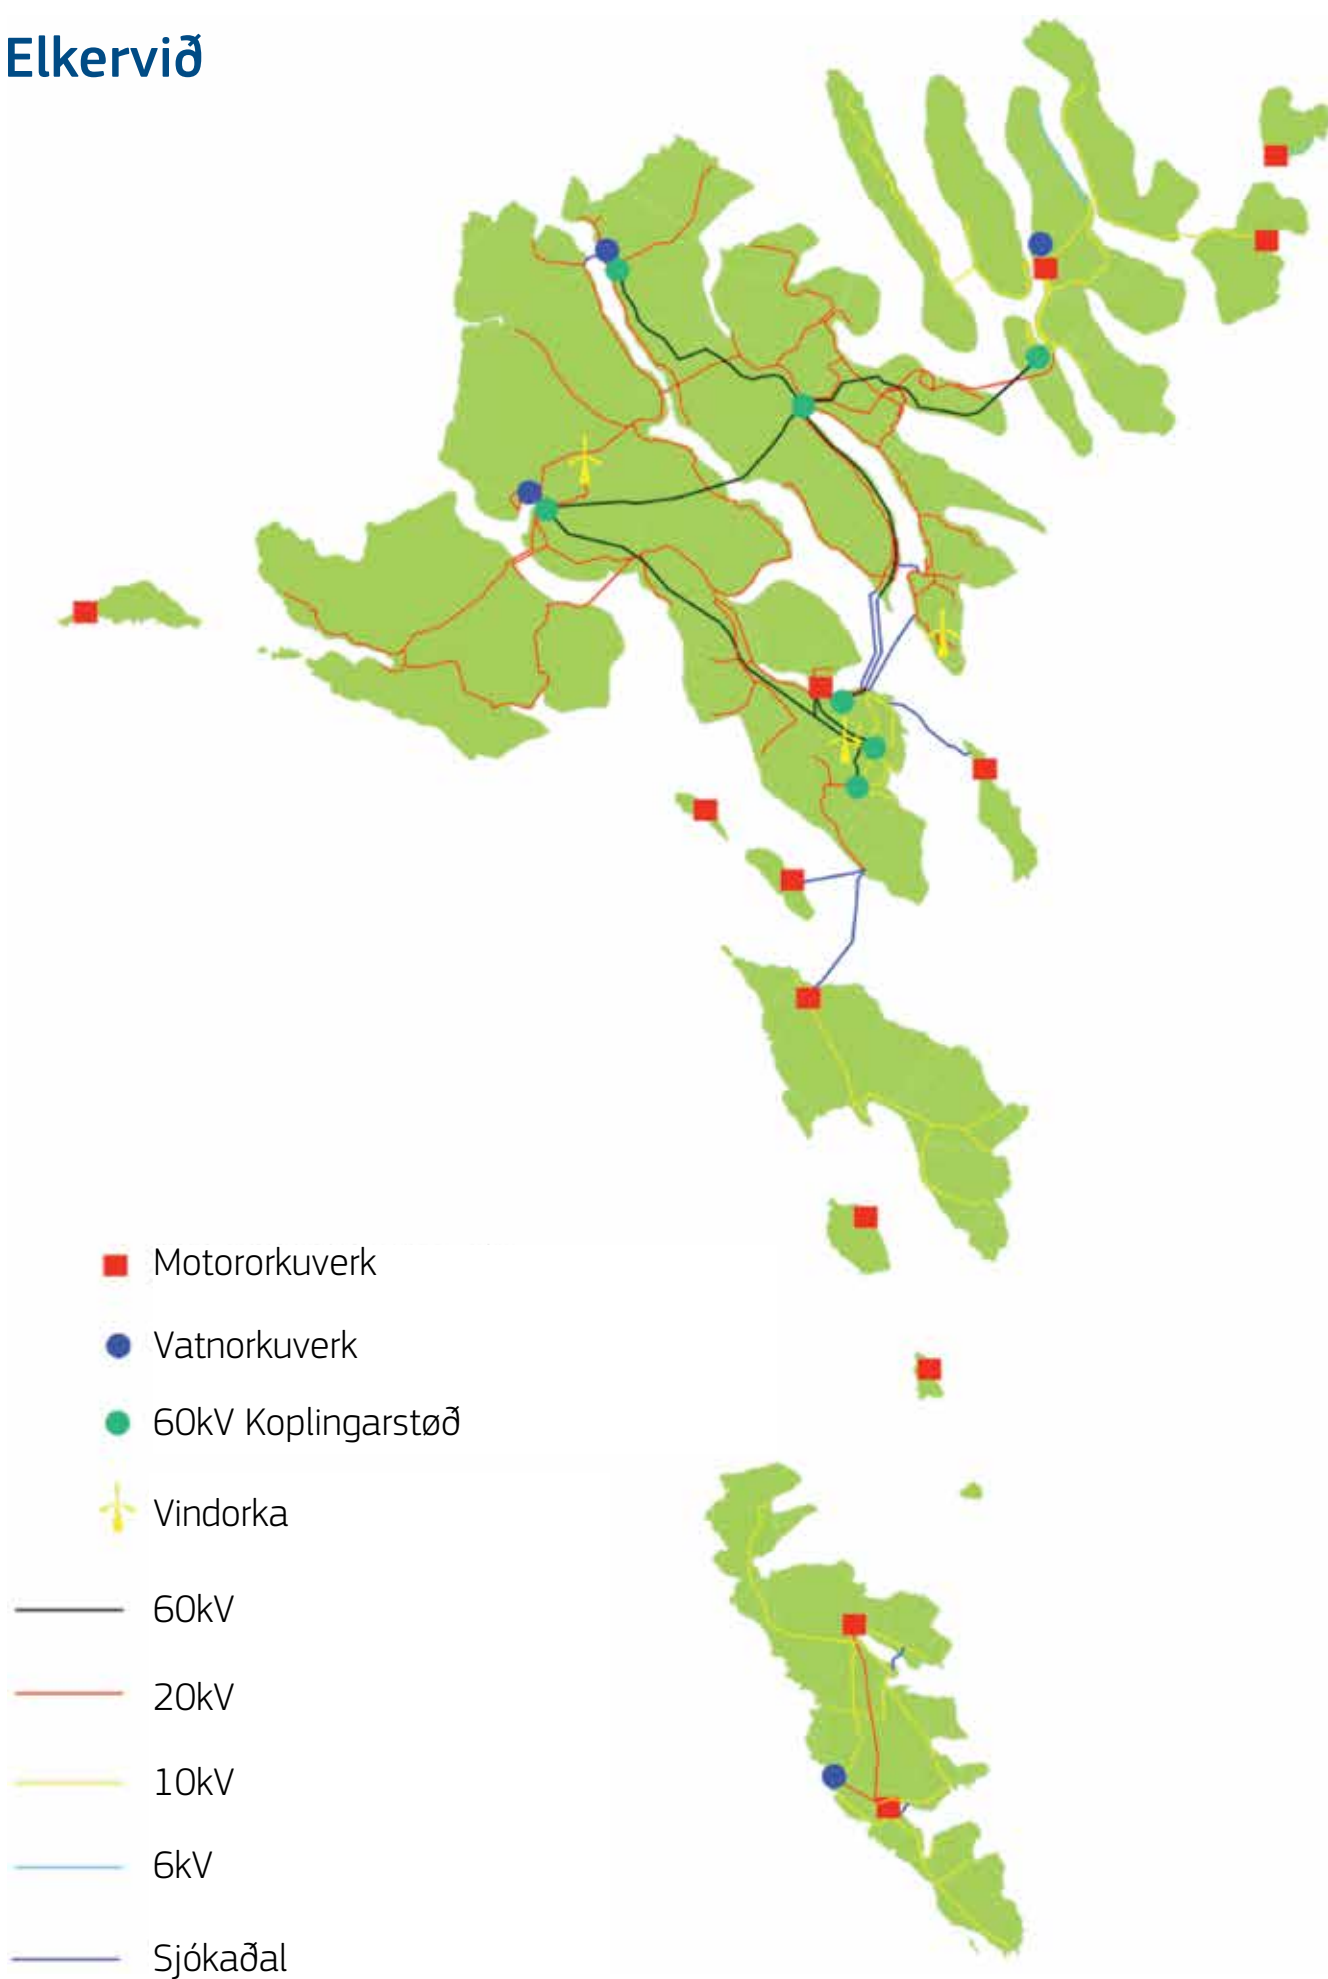 Elkervið
Motororkuverk
Vatnorkuverk
60kV Koplingarstøð
Vindorka
60kV
20kV
10kV
6kV
Sjókaðal